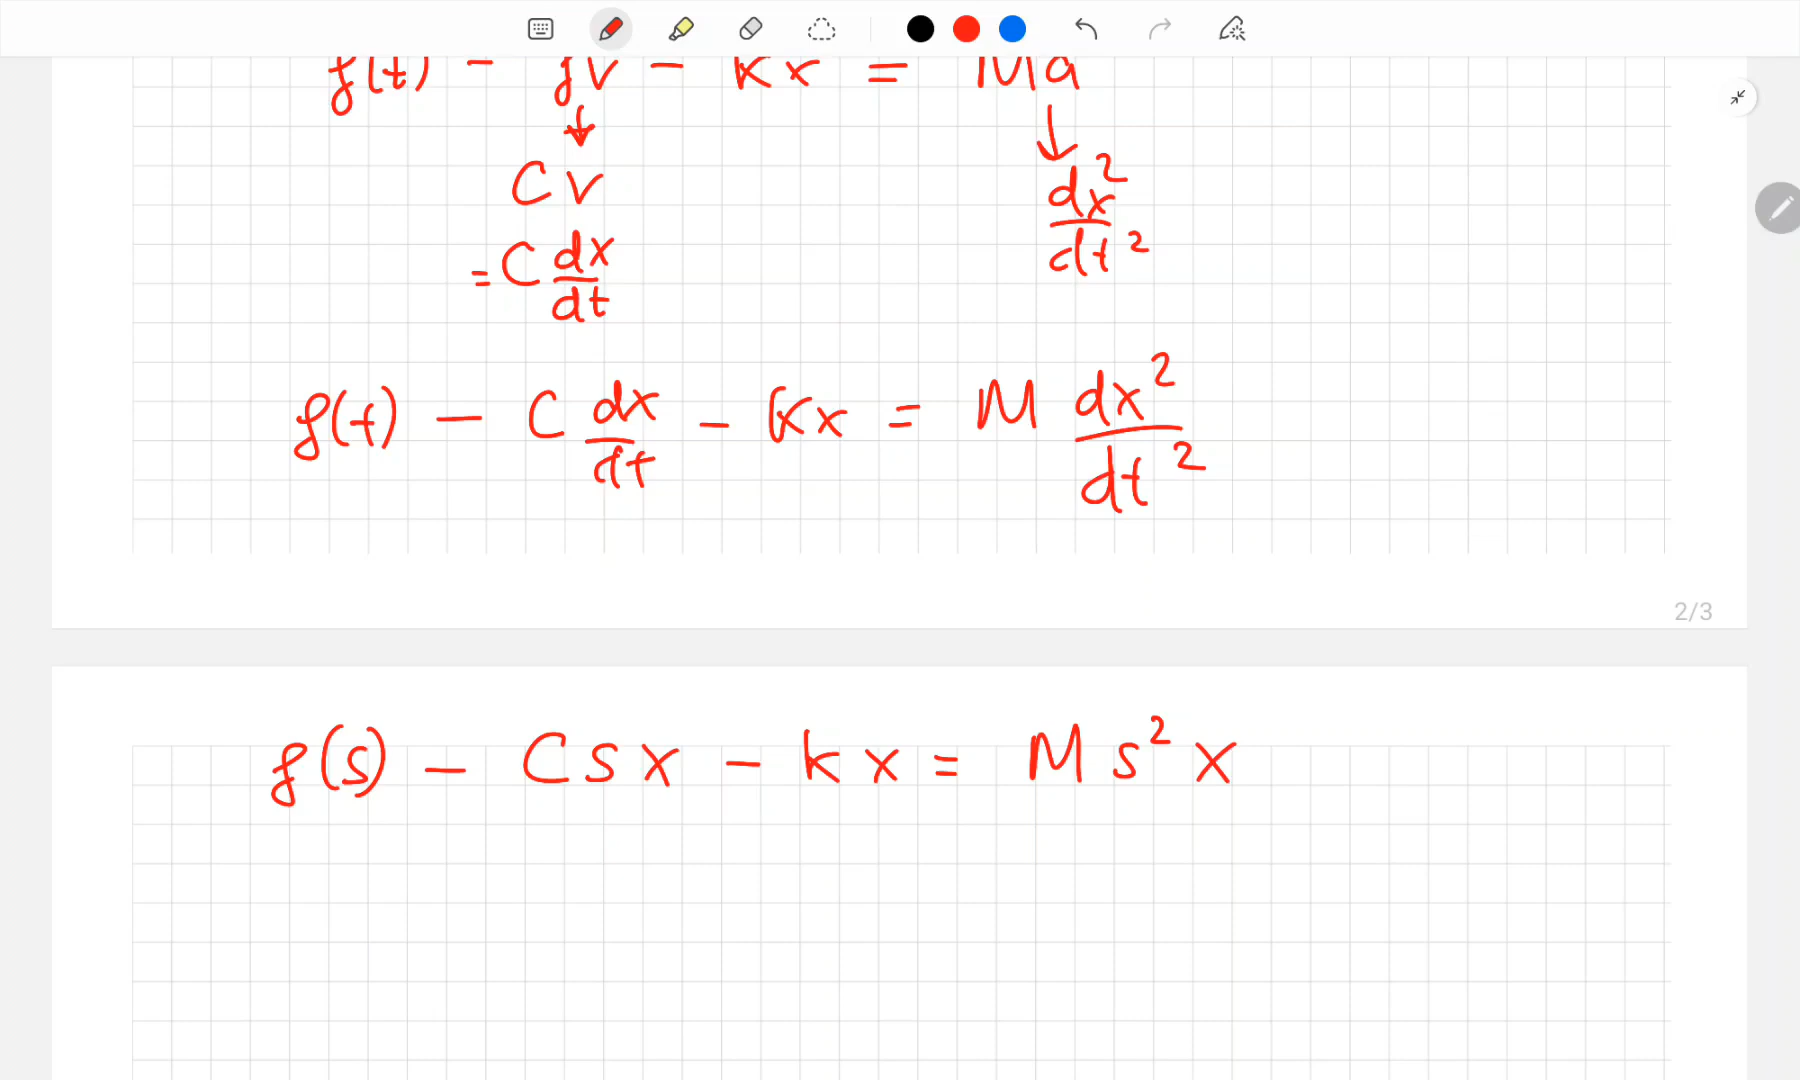 f(t) - fv - Kx = Ma
↓ ↓
Cv dx²/dt²
= C dx/dt
f(t) - C dx/dt - Kx = M dx²/dt²
2/3
f(s) - Csx - kx = Ms²x